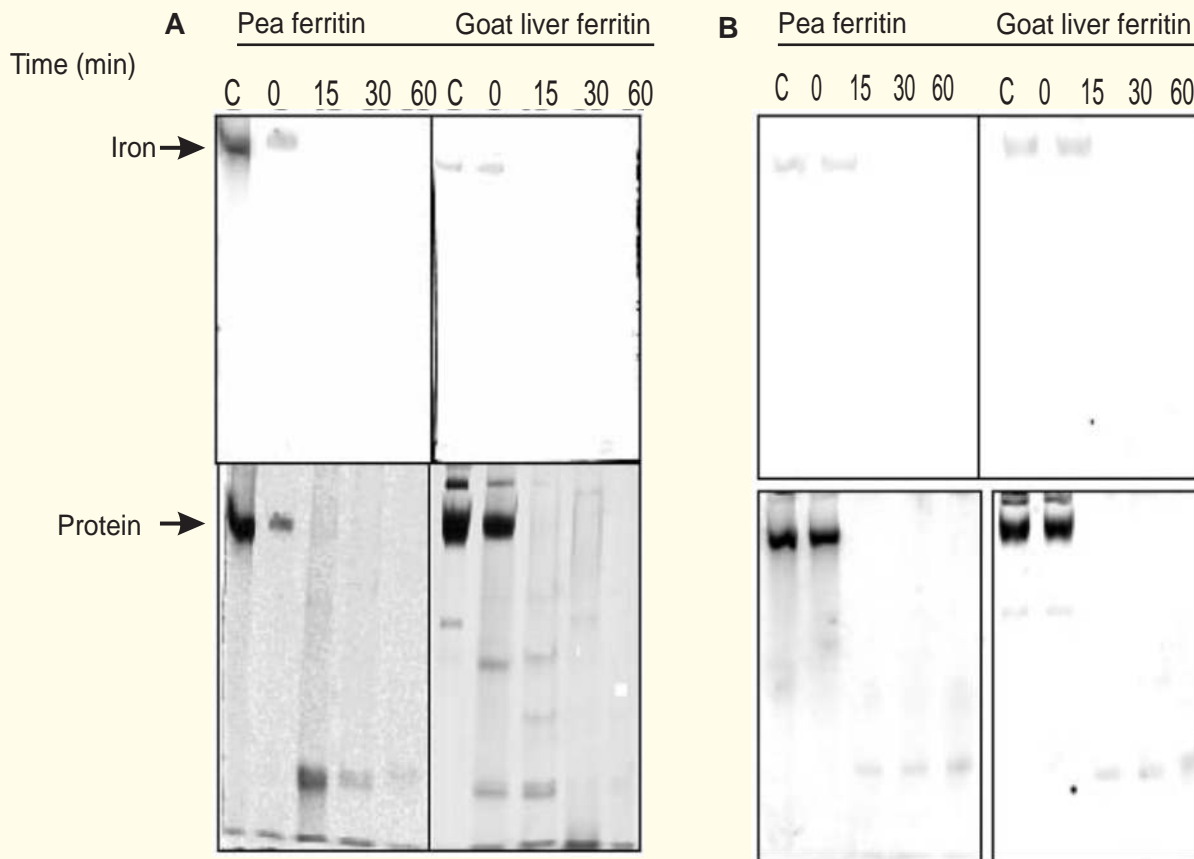 A Pea ferritin Goat liver ferritin B Pea ferritin Goat liver ferritin
Time (min)
C 0 15 30 60 C 0 15 30 60 C 0 15 30 60 C 0 15 30 60
Iron
Protein